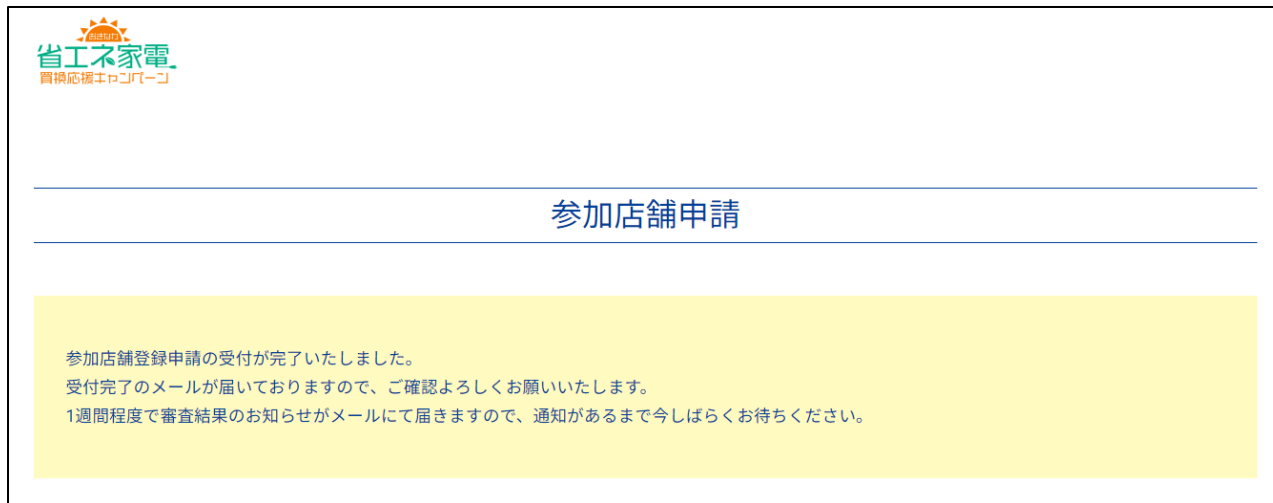 おきなわ
省エネ家電
買換応援キャンペーン
参加店舗申請
参加店舗登録申請の受付が完了いたしました。
受付完了のメールが届いておりますので、ご確認よろしくお願いいたします。
1週間程度で審査結果のお知らせがメールにて届きますので、通知があるまで今しばらくお待ちください。